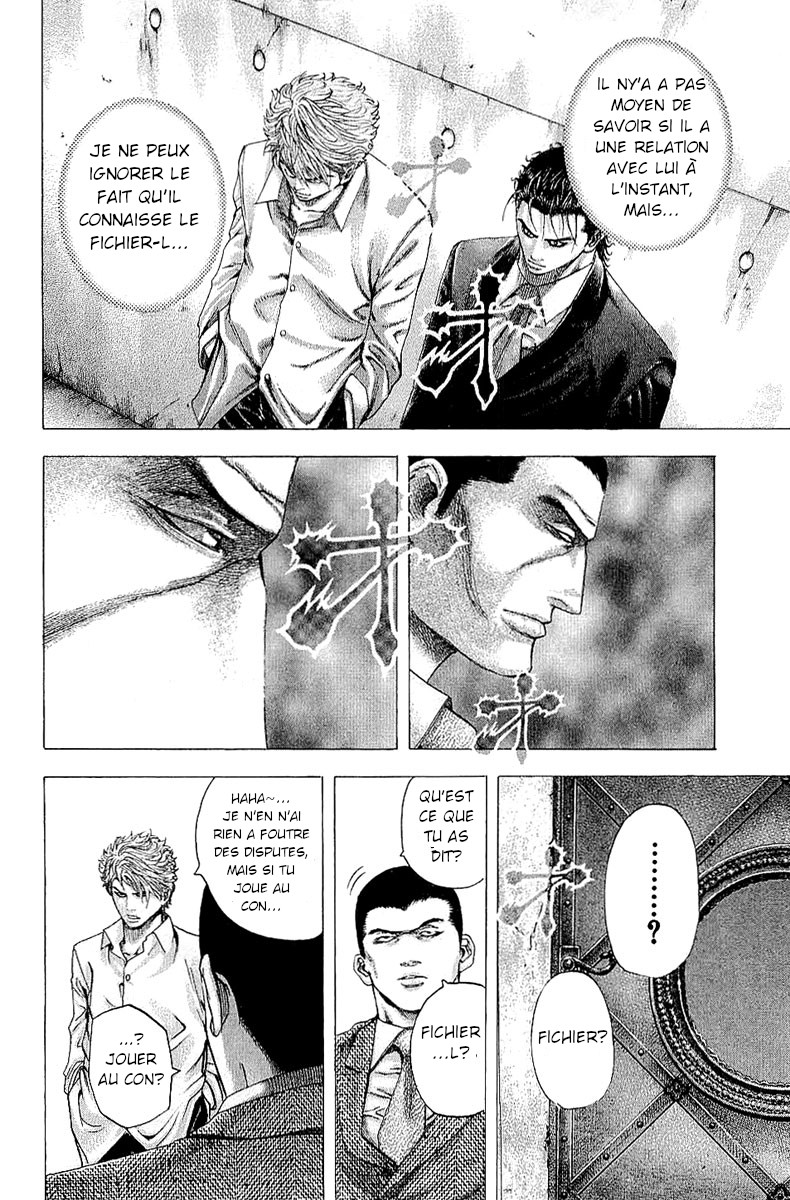 IL NY'A A PAS
MOYEN DE
SAVOIR SI IL A
UNE RELATION
AVEC LUI À
L'INSTANT,
MAIS...
JE NE PEUX
IGNORER LE
FAIT QU'IL
CONNAISSE LE
FICHIER-L...
........?
FICHIER?
QU'EST
CE QUE
TU AS
DIT?
FICHIER
...L?
HAHA~...
JE N'EN N'AI
RIEN A FOUTRE
DES DISPUTES,
MAIS SI TU
JOUE AU
CON...
...?
JOUER
AU CON?